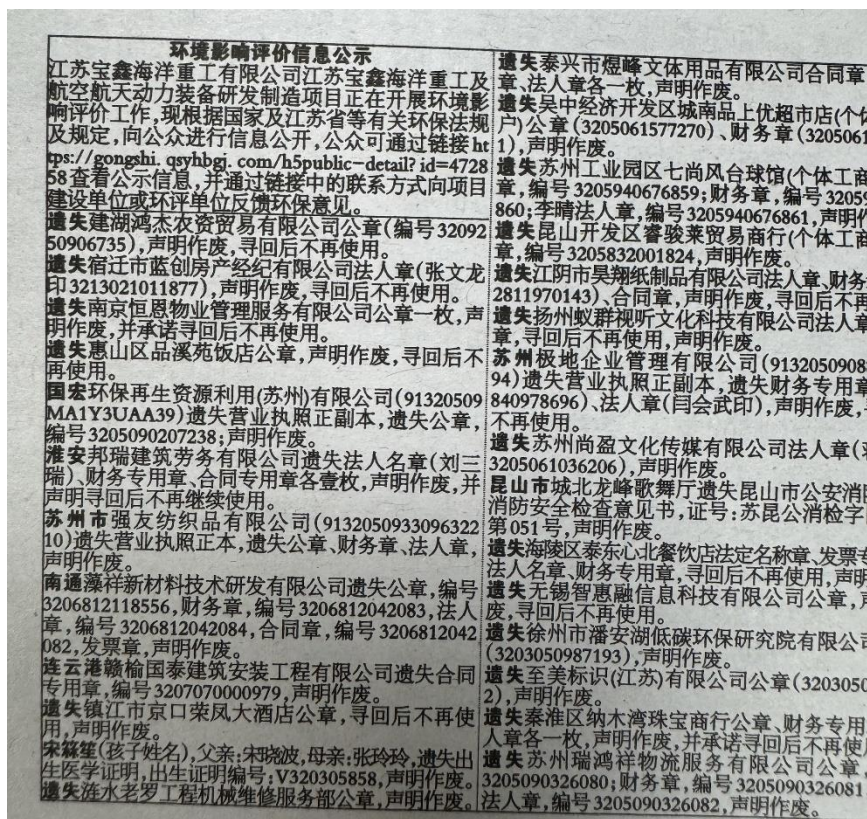 环境影响评价信息公示
江苏宝鑫海洋重工有限公司江苏宝鑫海洋重工及
航空航天动力装备研发制造项目正在开展环境影
响评价工作,现根据国家及江苏省等有关环保法规
及规定,向公众进行信息公开,公众可通过链接ht
tps://gongshi.qsyhbgj.com/h5public-detail?id=4728
58查看公示信息,并通过链接中的联系方式向项目
建设单位或环评单位反馈环保意见。
遗失建湖鸿杰农资贸易有限公司公章(编号32092
50906735),声明作废,寻回后不再使用。
遗失宿迁市蓝创房产经纪有限公司法人章(张文龙
印3213021011877),声明作废,寻回后不再使用。
遗失南京恒恩物业管理服务有限公司公章一枚,声
明作废,并承诺寻回后不再使用。
遗失惠山区品溪苑饭店公章,声明作废,寻回后不
再使用。
国宏环保再生资源利用(苏州)有限公司(91320509
MA1Y3UAA39)遗失营业执照正副本,遗失公章,
编号3205090207238;声明作废。
淮安邦瑞建筑劳务有限公司遗失法人名章(刘三
瑞)、财务专用章、合同专用章各壹枚,声明作废,并
声明寻回后不再继续使用。
苏州市强友纺织品有限公司(9132050933096322
10)遗失营业执照正本,遗失公章、财务章、法人章,
声明作废。
南通藻祥新材料技术研发有限公司遗失公章,编号
3206812118556,财务章,编号3206812042083,法人
章,编号3206812042084,合同章,编号3206812042
082,发票章,声明作废。
连云港赣榆国泰建筑安装工程有限公司遗失合同
专用章,编号3207070000979,声明作废。
遗失镇江市京口荣凤大酒店公章,寻回后不再使
用,声明作废。
宋箖笙(孩子姓名),父亲:宋晓波,母亲:张玲玲,遗失出
生医学证明,出生证明编号:V320305858,声明作废。
遗失涟水老罗工程机械维修服务部公章,声明作废。
遗失泰兴市煜峰文体用品有限公司合同章
章、法人章各一枚,声明作废。
遗失吴中经济开发区城南品上优超市店(个体
户)公章(3205061577270)、财务章(3205061
1),声明作废。
遗失苏州工业园区七尚风台球馆(个体工商
章,编号3205940676859;财务章,编号32059
860;李晴法人章,编号3205940676861,声明作
遗失昆山开发区睿骏莱贸易商行(个体工商
章,编号3205832001824,声明作废。
遗失江阴市昊翔纸制品有限公司法人章、财务
2811970143)、合同章,声明作废,寻回后不再
遗失扬州蚁群视听文化科技有限公司法人章
章,寻回后不再使用,声明作废。
苏州极地企业管理有限公司(913205090088
94)遗失营业执照正副本,遗失财务专用章
840978696)、法人章(闫会武印),声明作废,
不再使用。
遗失苏州尚盈文化传媒有限公司法人章(
3205061036206),声明作废。
昆山市城北龙峰歌舞厅遗失昆山市公安消防
消防安全检查意见书,证号:苏昆公消检字
第051号,声明作废。
遗失海陵区泰东心北餐饮店法定名称章、发票专
法人名章、财务专用章,寻回后不再使用,声明
遗失无锡智惠融信息科技有限公司公章,声
废,寻回后不再使用。
遗失徐州市潘安湖低碳环保研究院有限公司
(3203050987193),声明作废。
遗失至美标识(江苏)有限公司公章(3203050
2),声明作废。
遗失秦淮区纳木湾珠宝商行公章、财务专用
人章各一枚,声明作废,并承诺寻回后不再使
遗失苏州瑞鸿祥物流服务有限公司公章,
3205090326080;财务章,编号3205090326081
法人章,编号3205090326082,声明作废。